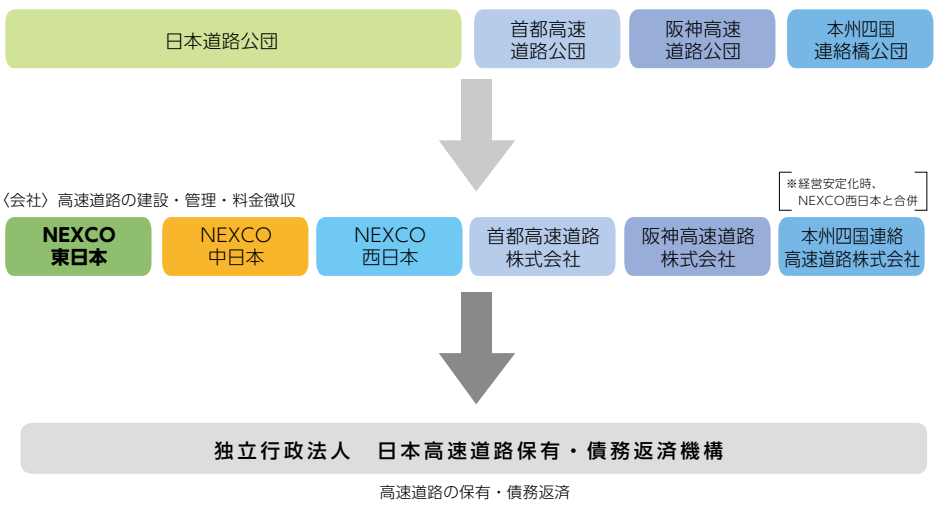 日本道路公団
首都高速
道路公団
阪神高速
道路公団
本州四国
連絡橋公団
〈会社〉高速道路の建設・管理・料金徴収
※経営安定化時、
NEXCO西日本と合併
NEXCO
東日本
NEXCO
中日本
NEXCO
西日本
首都高速道路
株式会社
阪神高速道路
株式会社
本州四国連絡
高速道路株式会社
独立行政法人　日本高速道路保有・債務返済機構
高速道路の保有・債務返済